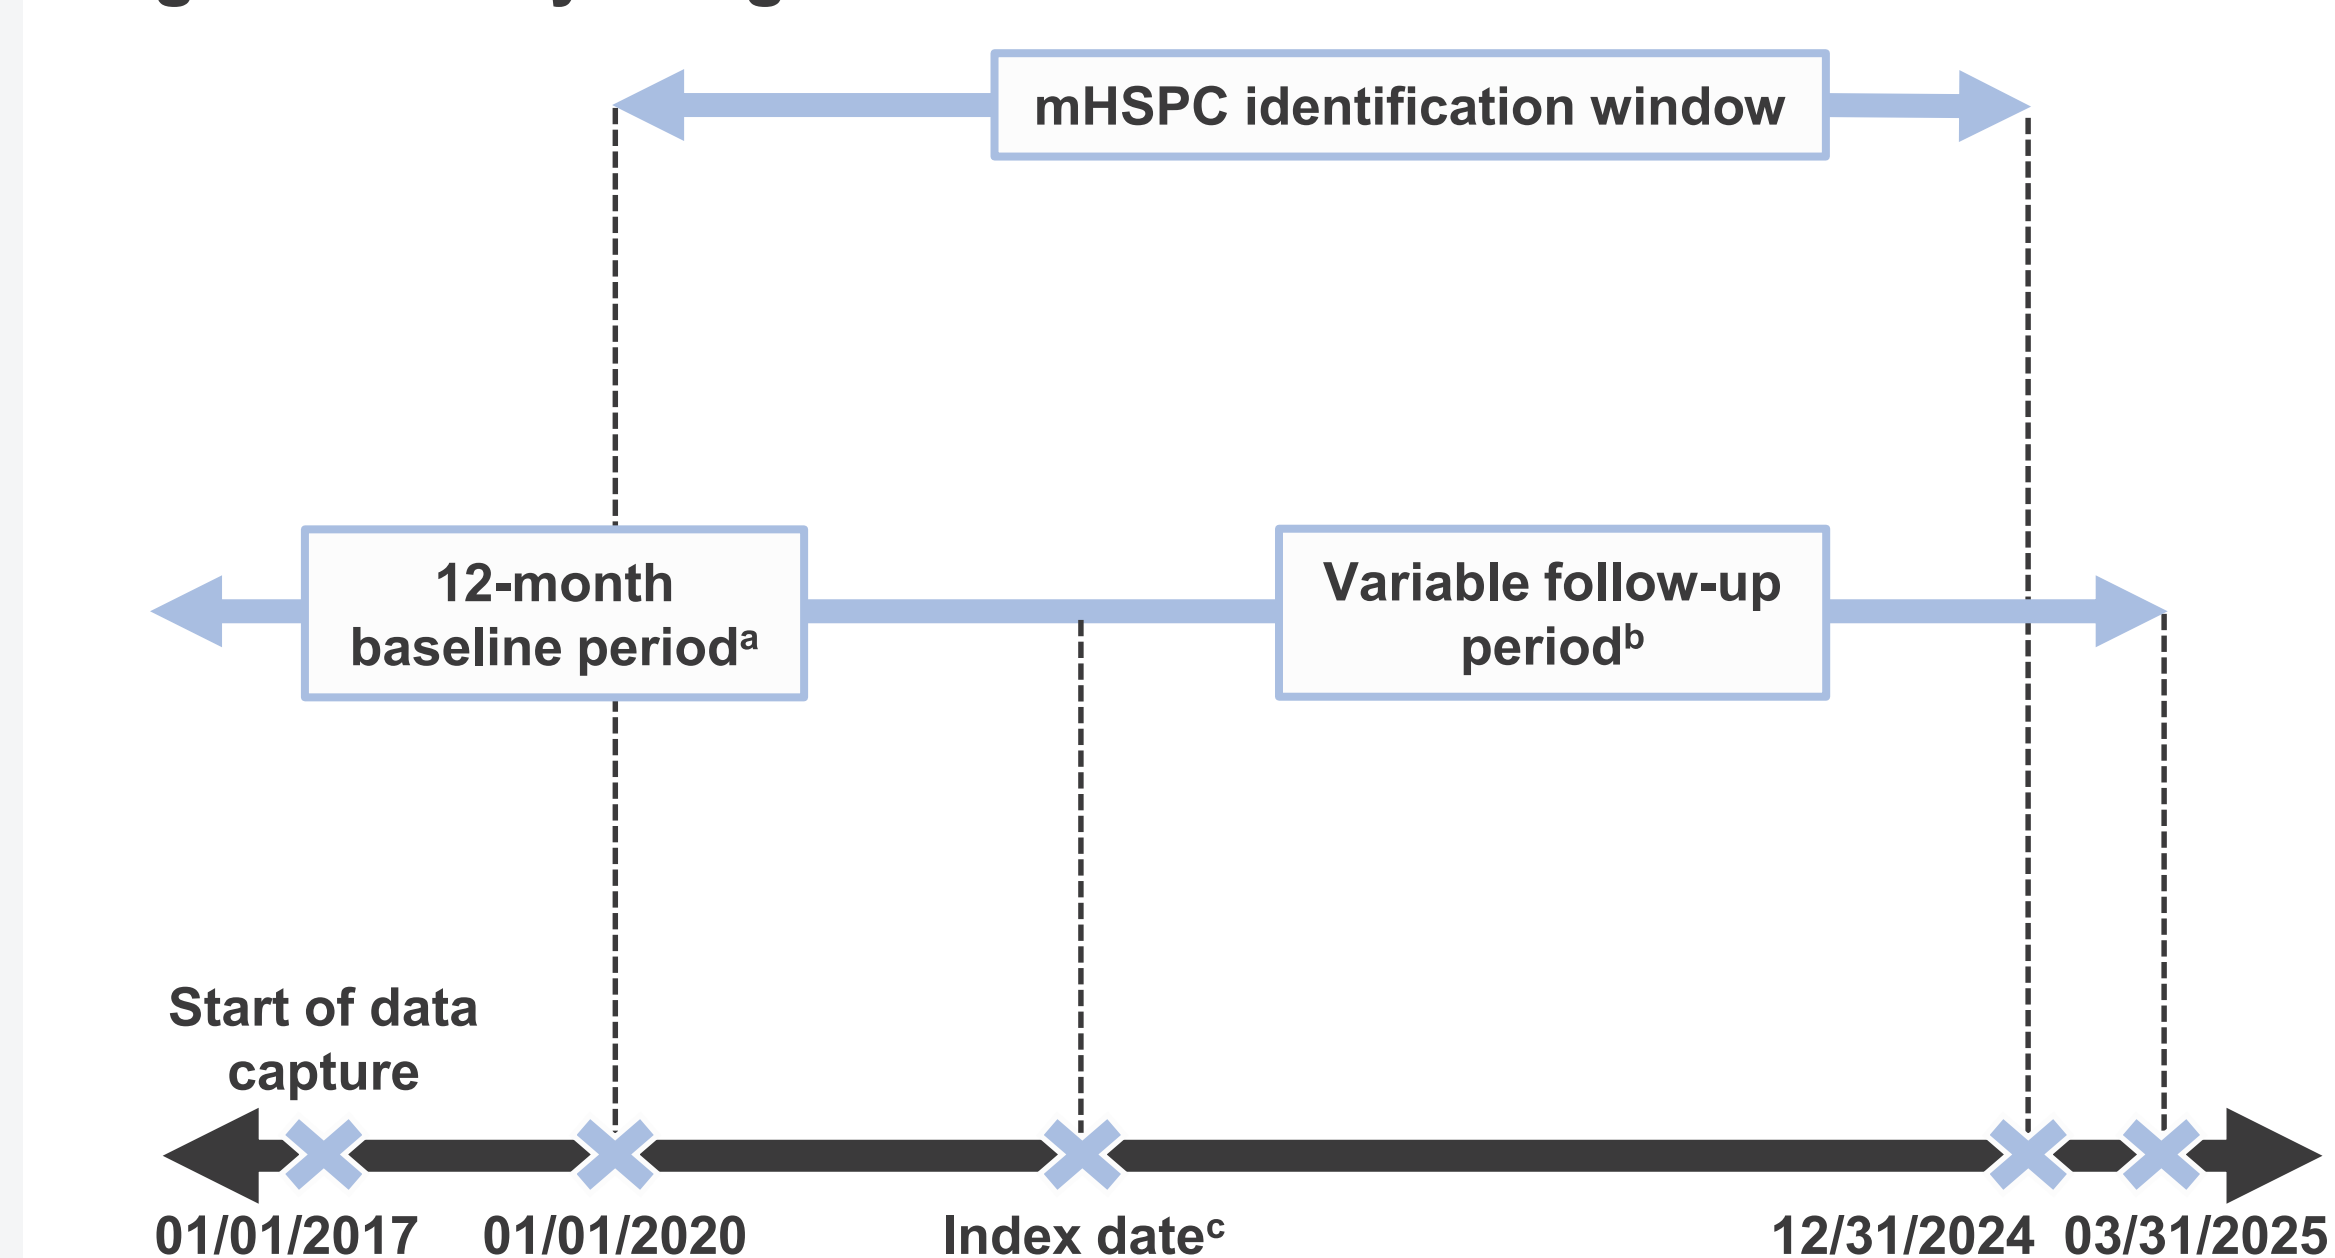 mHSPC identification window
12-month
baseline periodᵃ
Variable follow-up
periodᵇ
Start of data
capture
01/01/2017
01/01/2020
Index dateᶜ
12/31/2024
03/31/2025